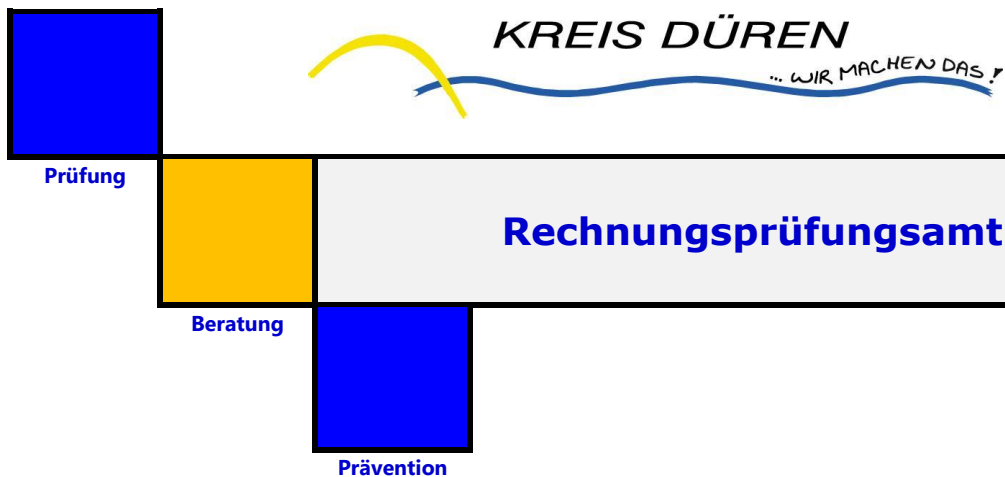 KREIS DÜREN
... WIR MACHEN DAS !
Prüfung
Rechnungsprüfungsamt
Beratung
Prävention